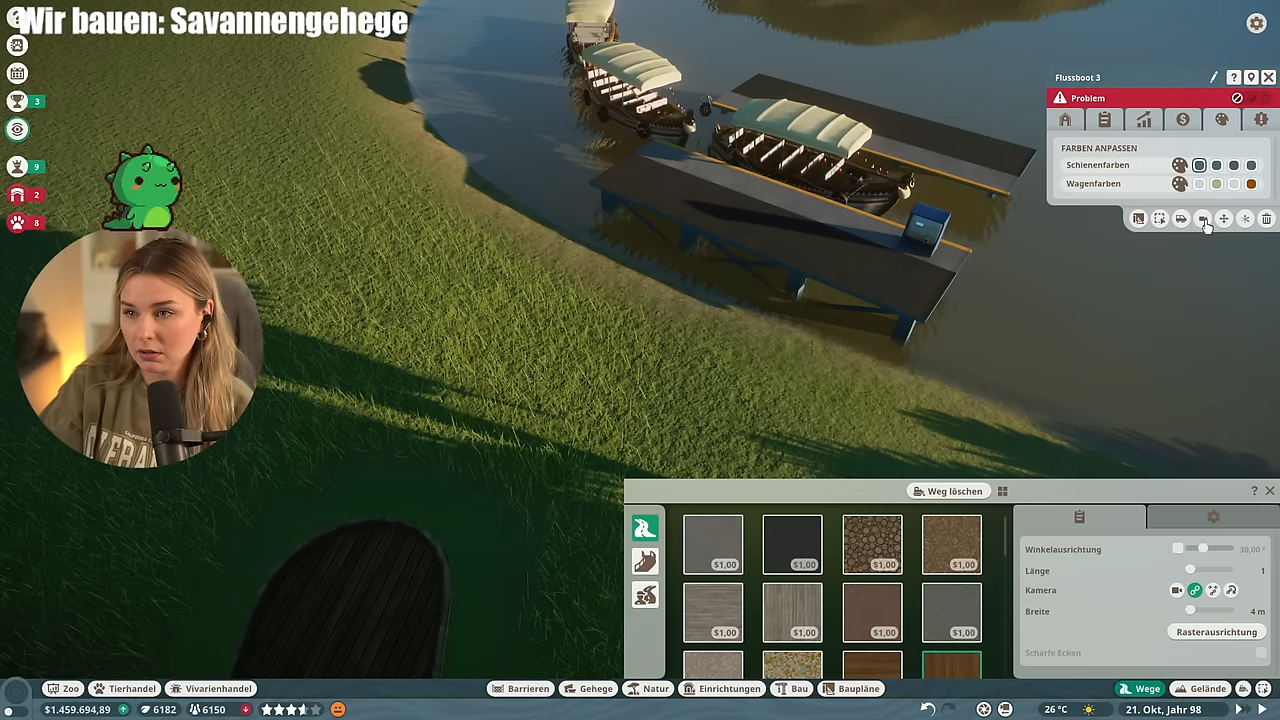 Wir bauen: Savannengehege
3
9
2
8
Flussboot 3
?
Problem
$
FARBEN ANPASSEN
Schienenfarben
Wagenfarben
Weg löschen
?
$1,00
$1,00
$1,00
$1,00
$1,00
$1,00
$1,00
$1,00
Winkelausrichtung
30,00 °
Länge
1
Kamera
Breite
4 m
Rasterausrichtung
Scharfe Ecken
Zoo
Tierhandel
Vivarienhandel
Barrieren
Gehege
Natur
Einrichtungen
Bau
Baupläne
Wege
Gelände
$1.459.694,89
6182
6150
26 °C
21. Okt, Jahr 98